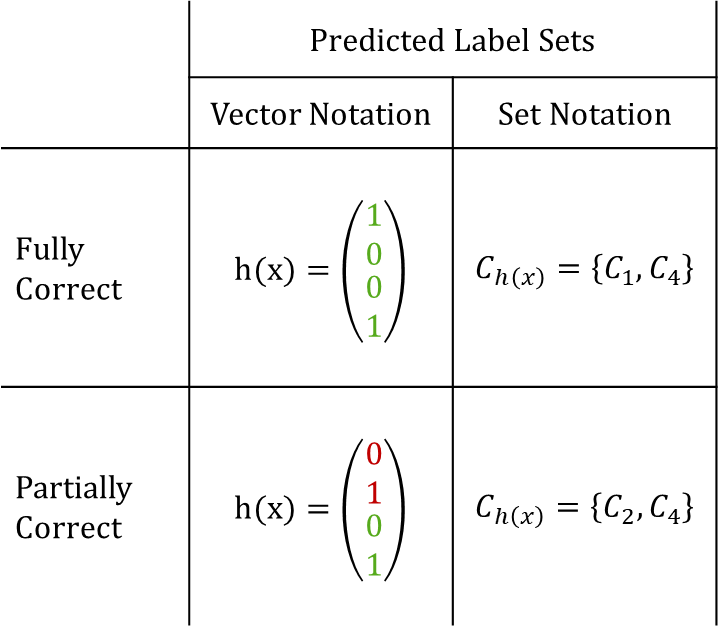 Predicted Label Sets
Vector Notation Set Notation
Fully
Correct
h(x) =
1
0
0
1
C_{h(x)} = {C_1, C_4}
Partially
Correct
h(x) =
0
1
0
1
C_{h(x)} = {C_2, C_4}